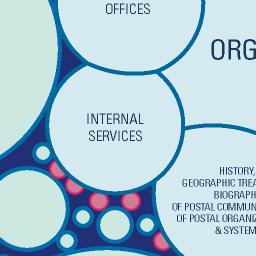 OFFICES
ORG
INTERNAL
SERVICES
HISTORY,
GEOGRAPHIC TREA
BIOGRAPH
OF POSTAL COMMUN
OF POSTAL ORGANIZ
& SYSTEM